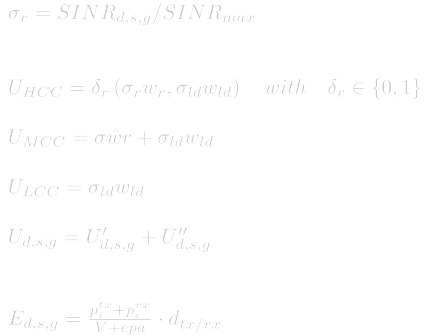 σ_r = SINR_{d,s,g}/SINR_{max}
U_{HCC} = δ_r (σ_r w_r, σ_{ld} w_{ld}) with δ_r ∈ {0, 1}
U_{MCC} = σẘr + σ_{ld} w_{ld}
U_{LCC} = σ_{ld} w_{ld}
U_{d,s,g} = U'_{d,s,g} + U''_{d,s,g}
E_{d,s,g} = \frac{p_i^{tx} + p_i^{rx}}{V + epa} · d_{tx/rx}